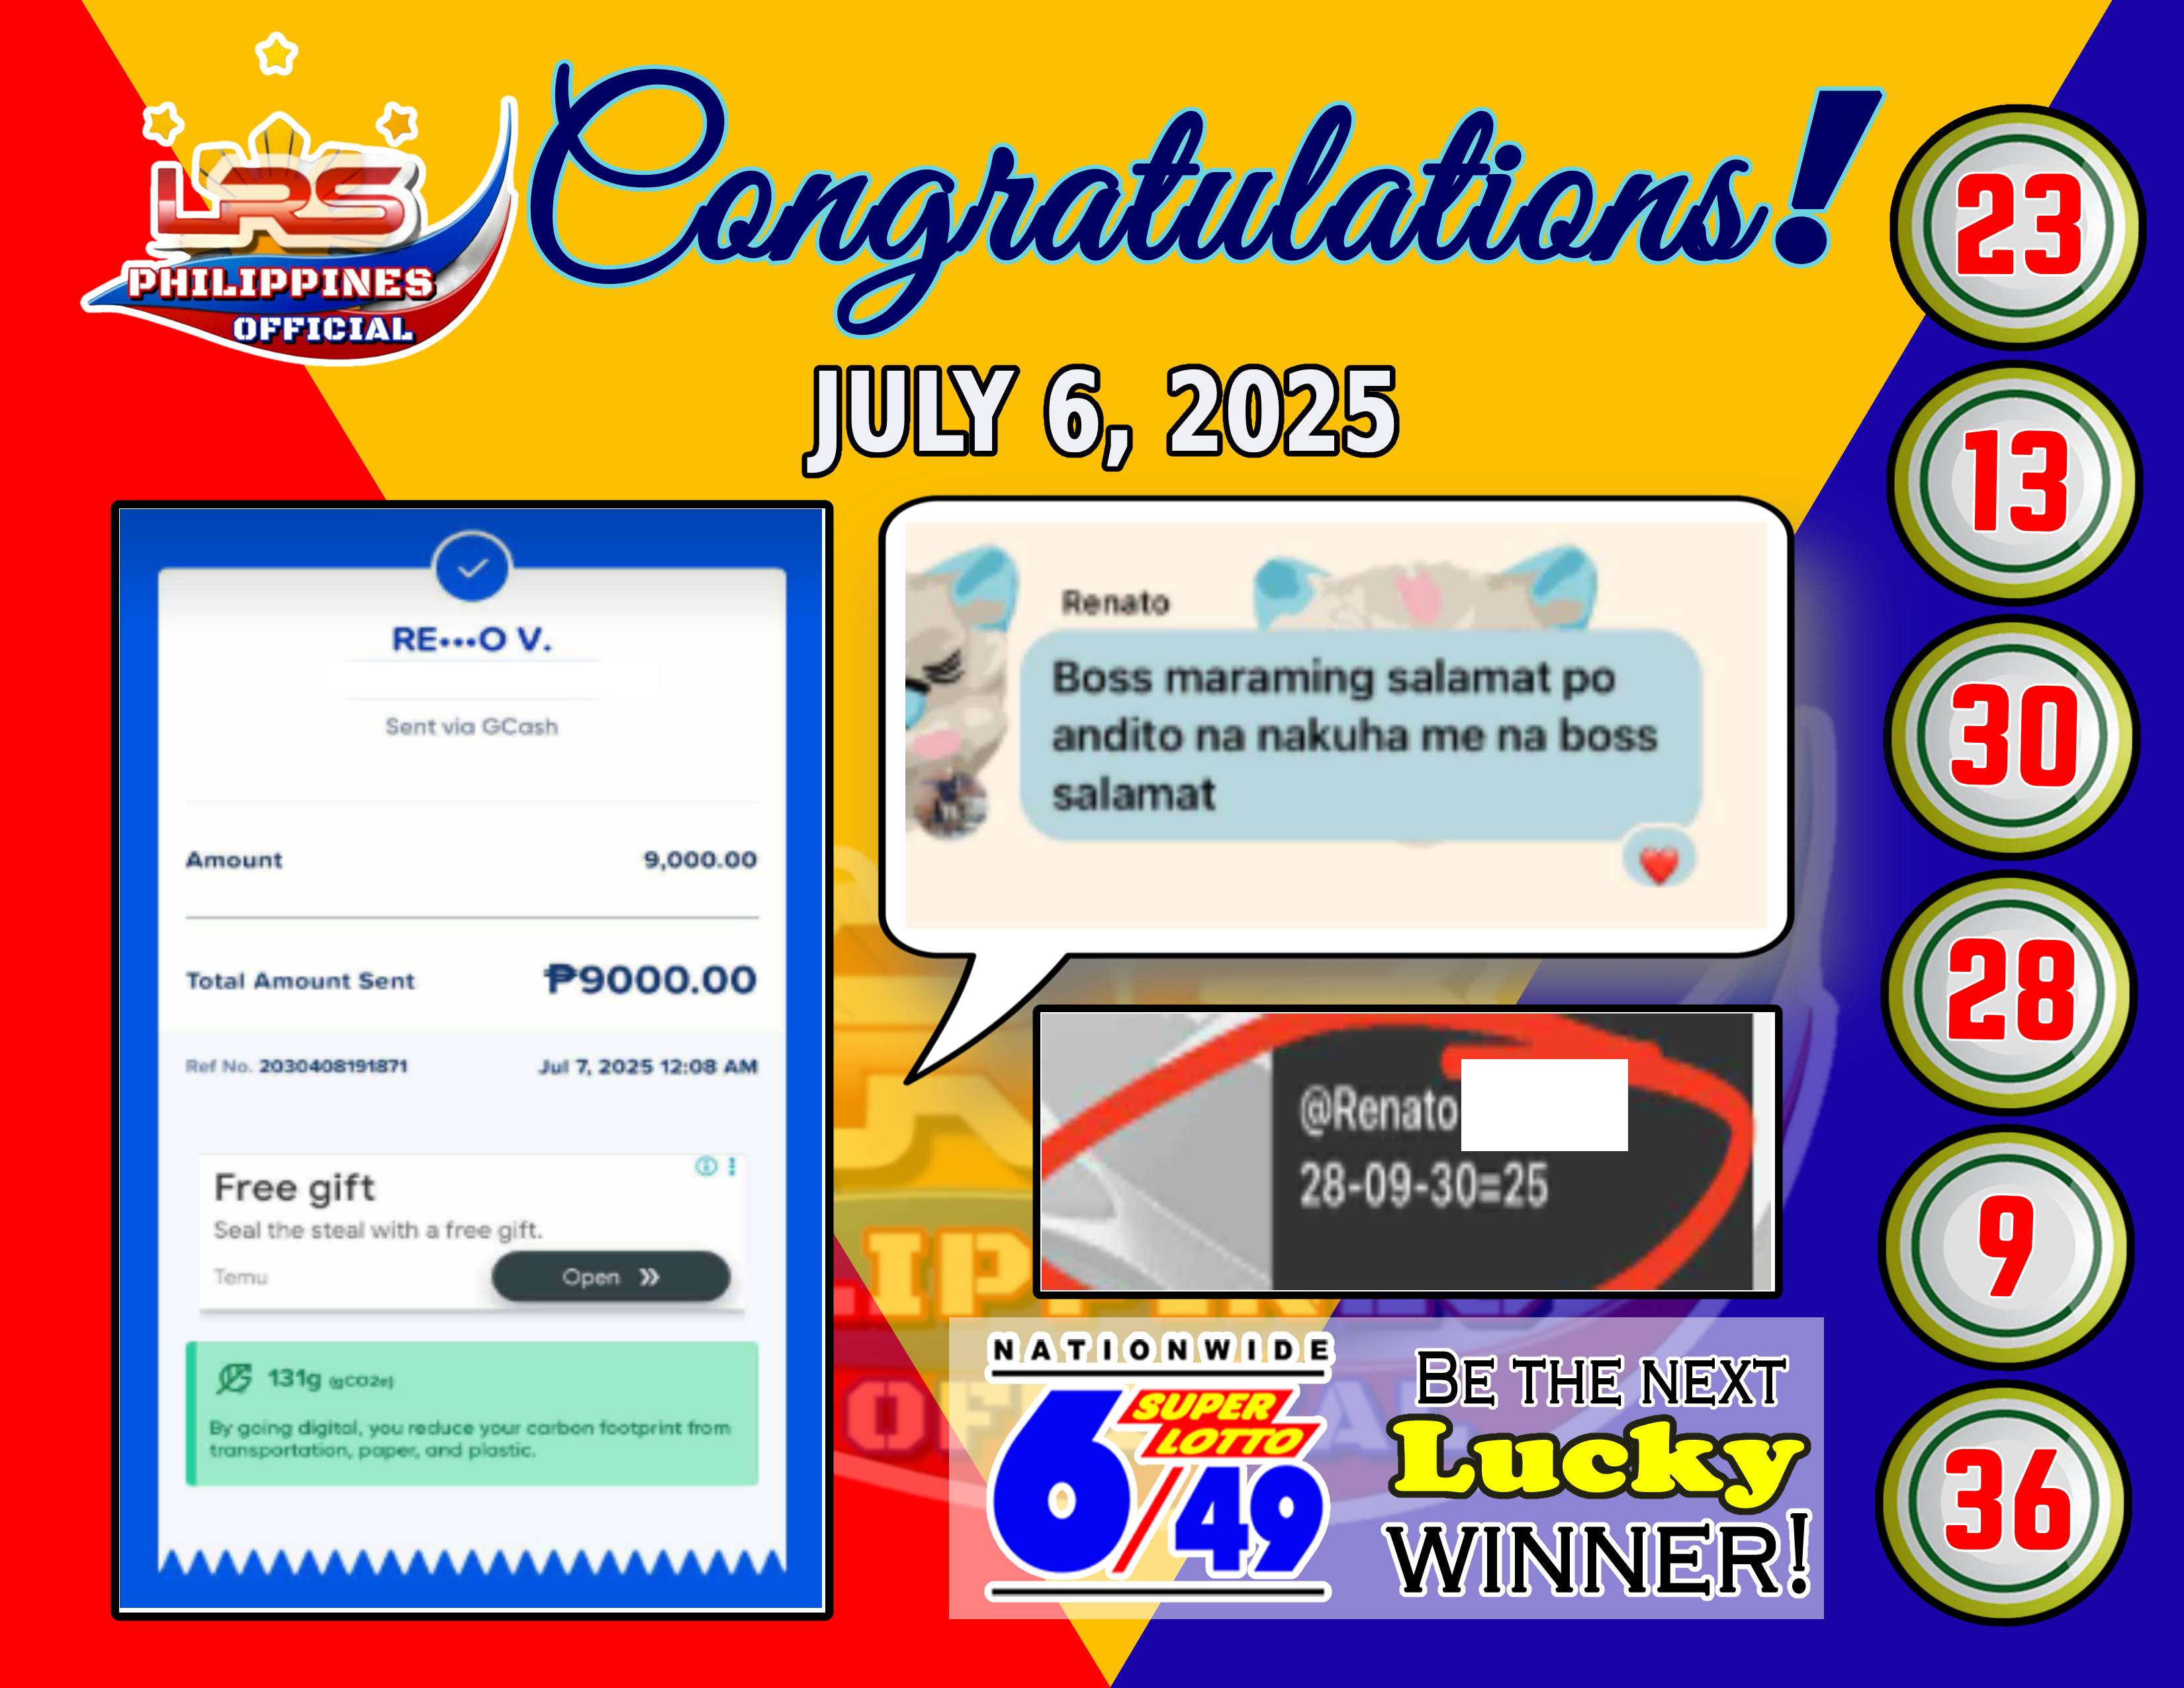 LRS
PHILIPPINES
OFFICIAL
Congratulations!
JULY 6, 2025
RE•••O V.
Sent via GCash
Amount 9,000.00
Total Amount Sent ₱9000.00
Ref No. 2030408191871 Jul 7, 2025 12:08 AM
Free gift
Seal the steal with a free gift.
Temu
Open »
131g (gCO2e)
By going digital, you reduce your carbon footprint from
transportation, paper, and plastic.
Renato
Boss maraming salamat po
andito na nakuha me na boss
salamat
@Renato
28-09-30=25
NATIONWIDE
SUPER
LOTTO
6/49
BE THE NEXT
Lucky
WINNER!
23
13
30
28
9
36